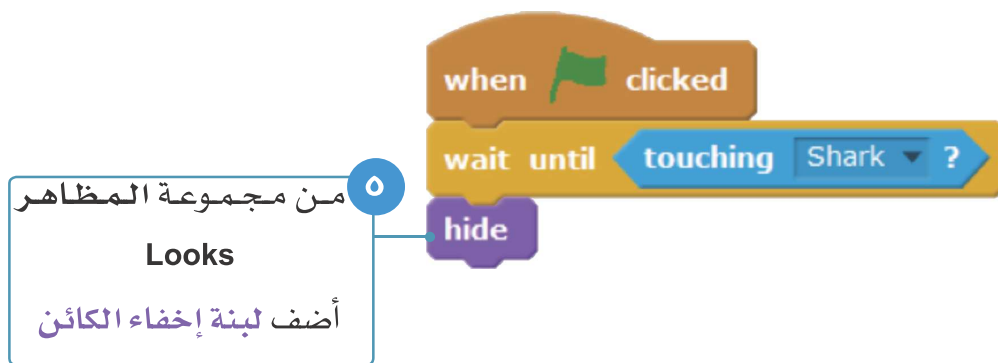 when clicked
wait until touching Shark ?
hide
٥
من مجموعة المظاهر
Looks
أضف لبنة إخفاء الكائن